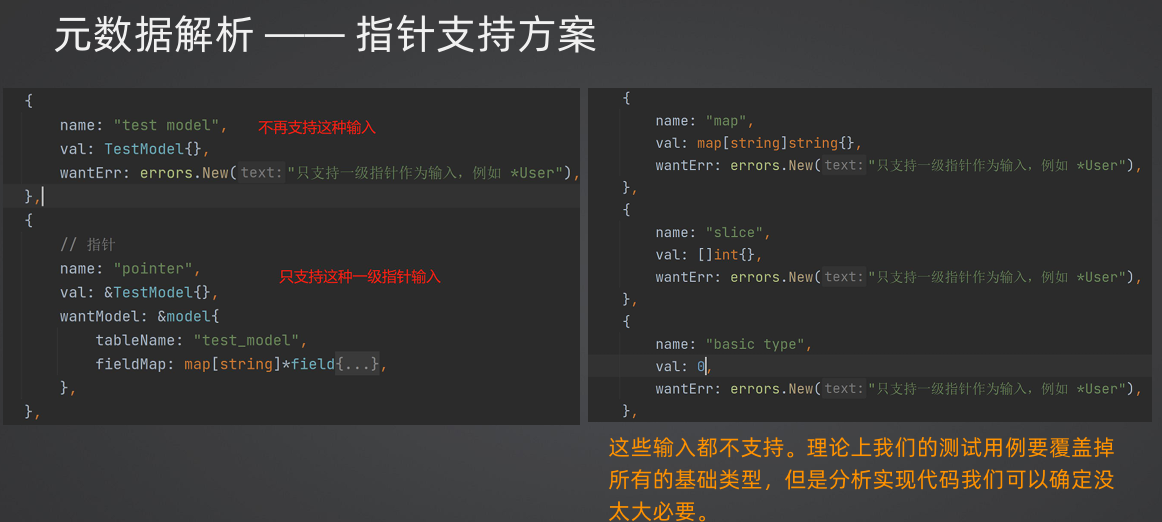 元数据解析 —— 指针支持方案
{
name: "test model", 不再支持这种输入
val: TestModel{},
wantErr: errors.New(text: "只支持一级指针作为输入，例如 *User"),
},
{
// 指针
name: "pointer",
只支持这种一级指针输入
val: &TestModel{},
wantModel: &model{
tableName: "test_model",
fieldMap: map[string]*field{...},
},
},
{
name: "map",
val: map[string]string{},
wantErr: errors.New(text: "只支持一级指针作为输入，例如 *User"),
},
{
name: "slice",
val: []int{},
wantErr: errors.New(text: "只支持一级指针作为输入，例如 *User"),
},
{
name: "basic type",
val: 0,
wantErr: errors.New(text: "只支持一级指针作为输入，例如 *User"),
},
这些输入都不支持。理论上我们的测试用例要覆盖掉
所有的基础类型，但是分析实现代码我们可以确定没
太大必要。